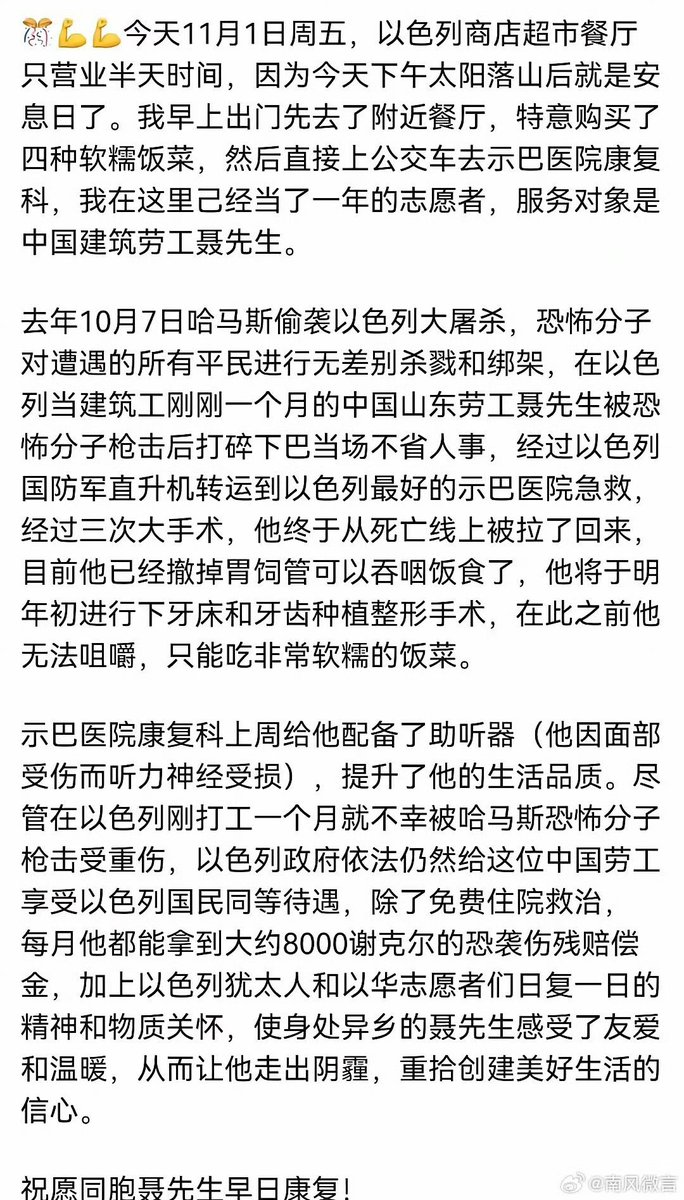 💪💪今天11月1日周五，以色列商店超市餐厅
只营业半天时间，因为今天下午太阳落山后就是安
息日了。我早上出门先去了附近餐厅，特意购买了
四种软糯饭菜，然后直接上公交车去示巴医院康复
科，我在这里己经当了一年的志愿者，服务对象是
中国建筑劳工聂先生。

去年10月7日哈马斯偷袭以色列大屠杀，恐怖分子
对遭遇的所有平民进行无差别杀戮和绑架，在以色
列当建筑工刚刚一个月的中国山东劳工聂先生被恐
怖分子枪击后打碎下巴当场不省人事，经过以色列
国防军直升机转运到以色列最好的示巴医院急救，
经过三次大手术，他终于从死亡线上被拉了回来，
目前他已经撤掉胃饲管可以吞咽饭食了，他将于明
年初进行下牙床和牙齿种植整形手术，在此之前他
无法咀嚼，只能吃非常软糯的饭菜。

示巴医院康复科上周给他配备了助听器（他因面部
受伤而听力神经受损），提升了他的生活品质。尽
管在以色列刚打工一个月就不幸被哈马斯恐怖分子
枪击受重伤，以色列政府依法仍然给这位中国劳工
享受以色列国民同等待遇，除了免费住院救治，
每月他都能拿到大约8000谢克尔的恐袭伤残赔偿
金，加上以色列犹太人和以华志愿者们日复一日的
精神和物质关怀，使身处异乡的聂先生感受了友爱
和温暖，从而让他走出阴霾，重拾创建美好生活的
信心。

祝愿同胞聂先生早日康复！
@南风微言